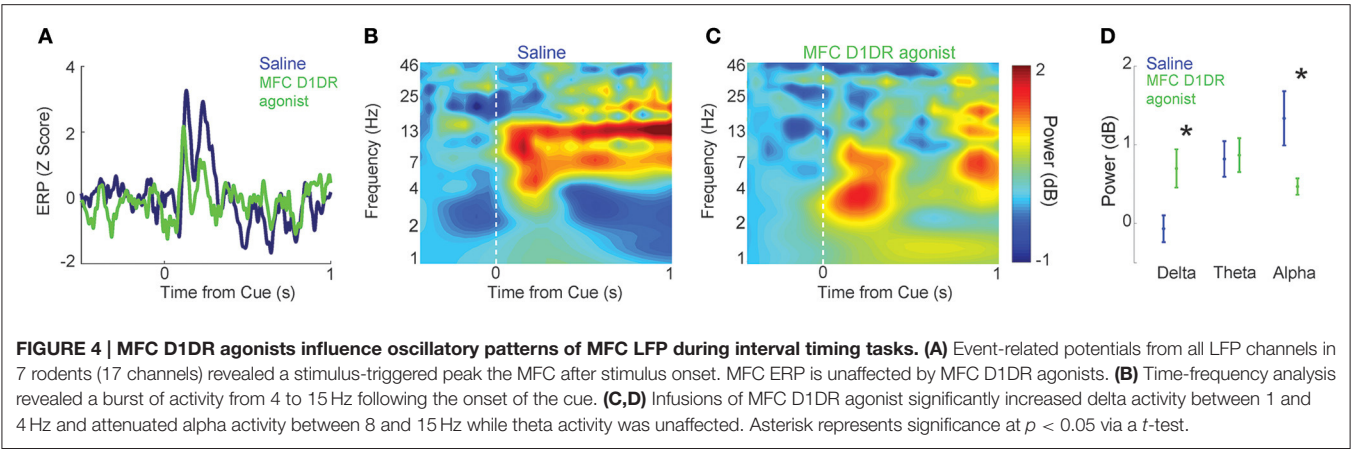 A
Saline
MFC D1DR
agonist
ERP (Z Score)
4
2
0
-2
0
1
Time from Cue (s)
B
Saline
Frequency (Hz)
46
25
13
7
4
2
1
0
1
Time from Cue (s)
C
MFC D1DR agonist
Frequency (Hz)
46
25
13
7
4
2
1
0
1
Time from Cue (s)
2
Power (dB)
-1
D
Saline
MFC D1DR
agonist
Power (dB)
2
1
0
*
*
Delta Theta Alpha
FIGURE 4 | MFC D1DR agonists influence oscillatory patterns of MFC LFP during interval timing tasks. (A) Event-related potentials from all LFP channels in
7 rodents (17 channels) revealed a stimulus-triggered peak the MFC after stimulus onset. MFC ERP is unaffected by MFC D1DR agonists. (B) Time-frequency analysis
revealed a burst of activity from 4 to 15 Hz following the onset of the cue. (C,D) Infusions of MFC D1DR agonist significantly increased delta activity between 1 and
4 Hz and attenuated alpha activity between 8 and 15 Hz while theta activity was unaffected. Asterisk represents significance at p < 0.05 via a t-test.